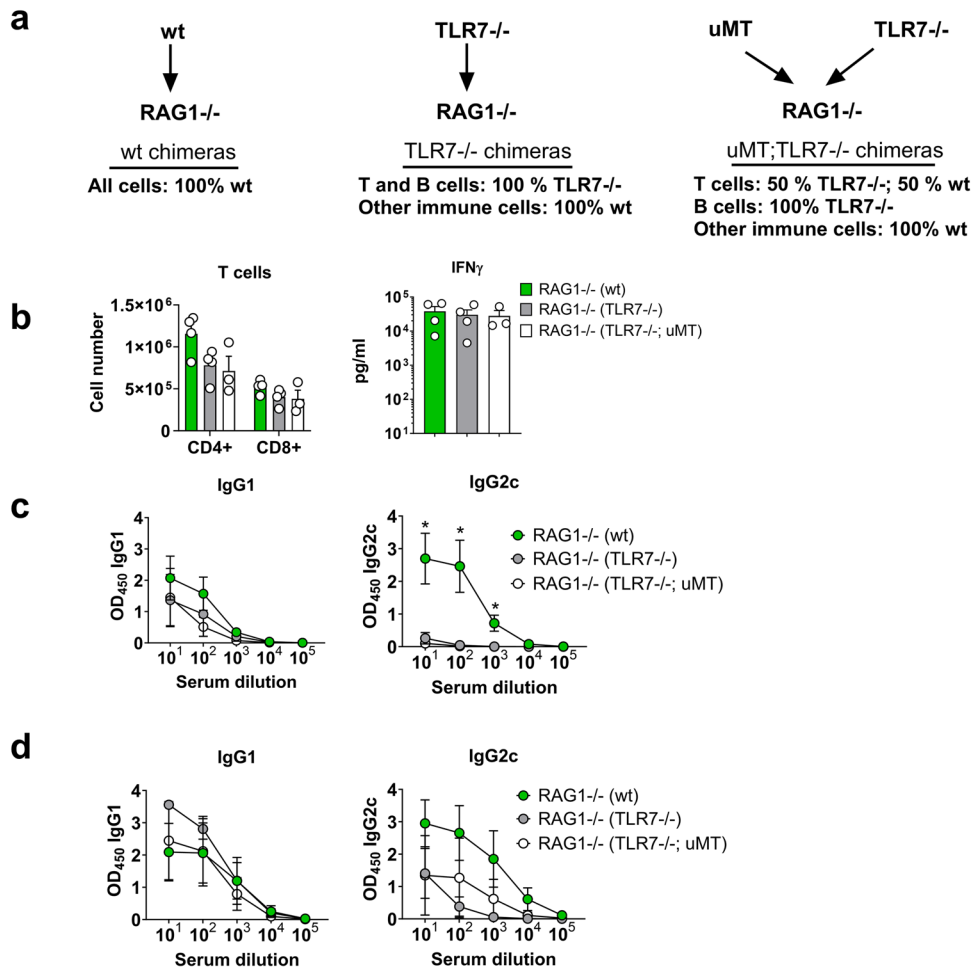 a
wt
TLR7-/-
uMT TLR7-/-
RAG1-/-
RAG1-/-
RAG1-/-
wt chimeras
TLR7-/- chimeras
uMT;TLR7-/- chimeras
All cells: 100% wt
T and B cells: 100 % TLR7-/-
Other immune cells: 100% wt
T cells: 50 % TLR7-/-; 50 % wt
B cells: 100% TLR7-/-
Other immune cells: 100% wt
b
T cells
Cell number
1.5×10⁶
1×10⁶
5×10⁵
0
CD4+ CD8+
IFNγ
pg/ml
10⁵
10⁴
10³
10²
10¹
RAG1-/- (wt)
RAG1-/- (TLR7-/-)
RAG1-/- (TLR7-/-; uMT)
c
IgG1
OD₄₅₀ IgG1
4
3
2
1
0
10¹ 10² 10³ 10⁴ 10⁵
Serum dilution
IgG2c
OD₄₅₀ IgG2c
4
3
2
1
0
* * *
10¹ 10² 10³ 10⁴ 10⁵
Serum dilution
RAG1-/- (wt)
RAG1-/- (TLR7-/-)
RAG1-/- (TLR7-/-; uMT)
d
IgG1
OD₄₅₀ IgG1
4
3
2
1
0
10¹ 10² 10³ 10⁴ 10⁵
Serum dilution
IgG2c
OD₄₅₀ IgG2c
4
3
2
1
0
10¹ 10² 10³ 10⁴ 10⁵
Serum dilution
RAG1-/- (wt)
RAG1-/- (TLR7-/-)
RAG1-/- (TLR7-/-; uMT)